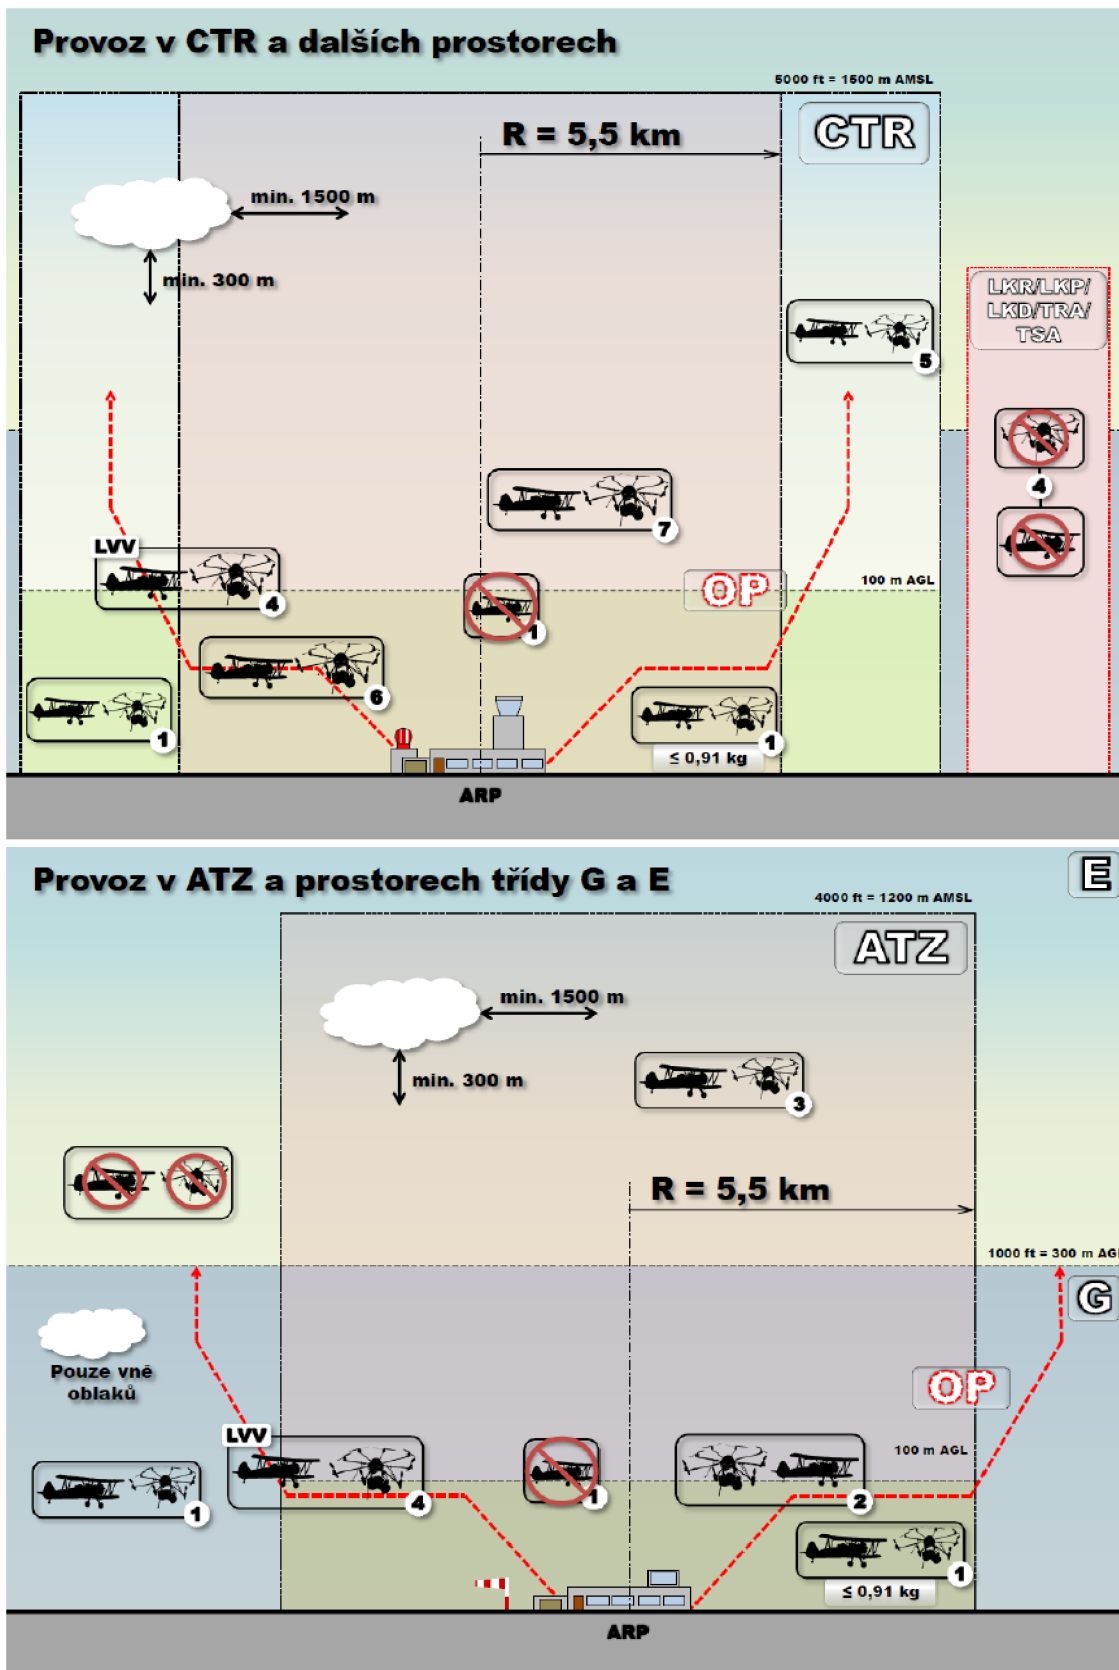 Provoz v CTR a dalších prostorech
5000 ft = 1500 m AMSL
CTR
R = 5,5 km
min. 1500 m
min. 300 m
LKR/LKP/
LKD/TRA/
TSA
5
4
7
LVV
4
OP
100 m AGL
1
6
1
1
≤ 0,91 kg
ARP
Provoz v ATZ a prostorech třídy G a E
E
4000 ft = 1200 m AMSL
ATZ
min. 1500 m
min. 300 m
3
R = 5,5 km
1000 ft = 300 m AGL
G
Pouze vně
oblaků
OP
LVV
100 m AGL
1
4
1
2
1
≤ 0,91 kg
ARP